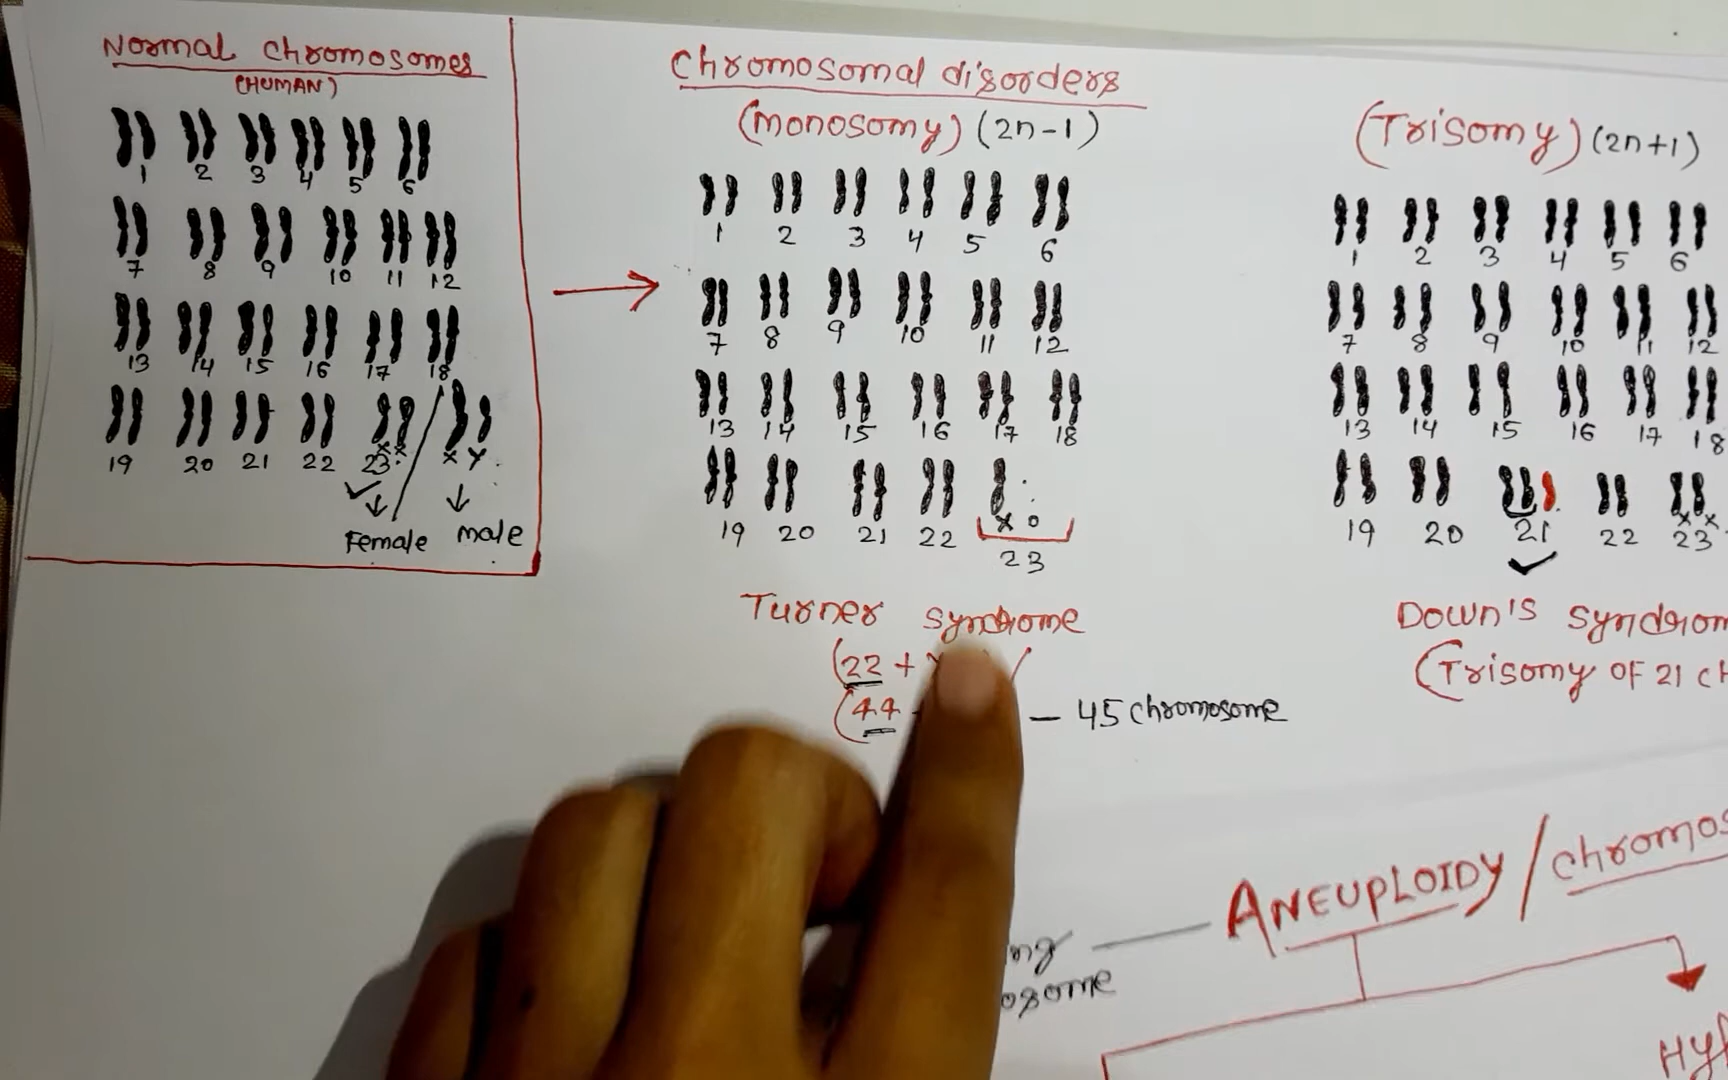 Normal chromosomes
(HUMAN)
1 2 3 4 5 6
7 8 9 10 11 12
13 14 15 16 17 18
19 20 21 22 23
x x
x y
Female male
chromosomal disorders
(monosomy) (2n-1)
1 2 3 4 5 6
7 8 9 10 11 12
13 14 15 16 17 18
x o
19 20 21 22 23
Turner syndrome
(22 +
(44 — 45 chromosome
(Trisomy) (2n+1)
1 2 3 4 5 6
7 8 9 10 11 12
13 14 15 16 17 18
x x
19 20 21 22 23
DOWN'S syndrom
(Trisomy OF 21 ch
ANEUPLOIDY / chromos
ng
osome
Hyp